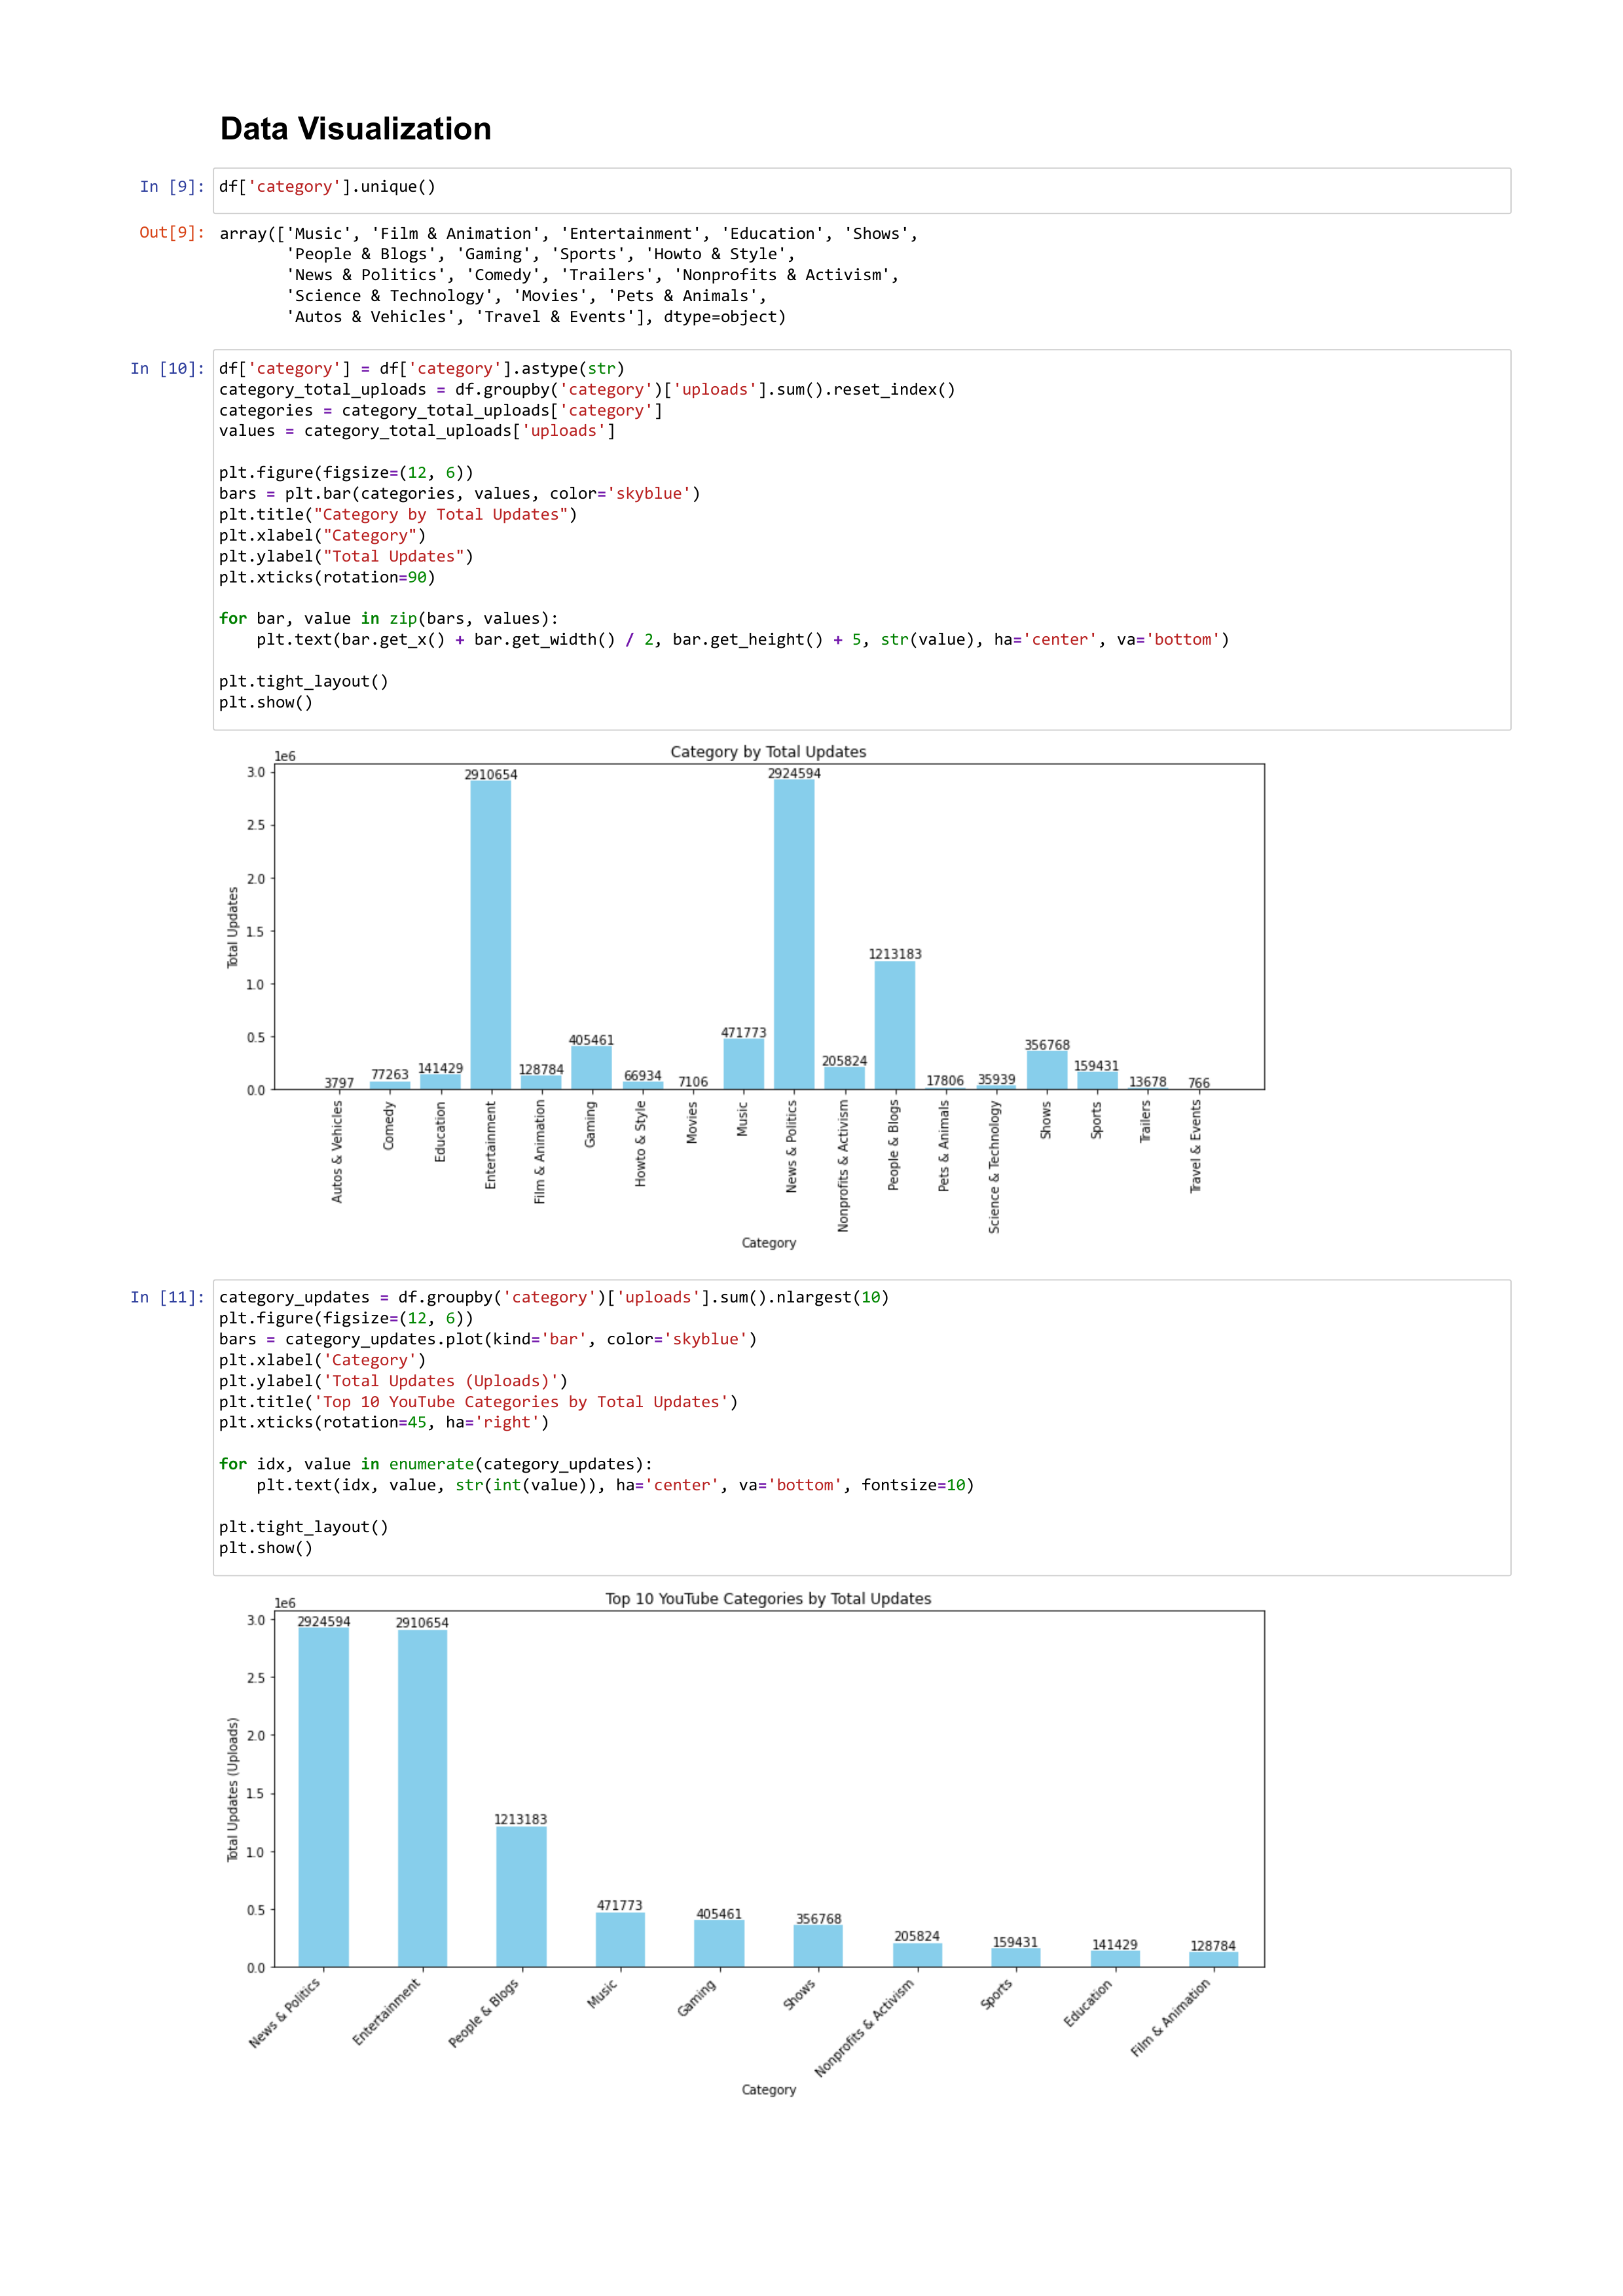 Data Visualization
In [9]: df['category'].unique()
Out[9]: array(['Music', 'Film & Animation', 'Entertainment', 'Education', 'Shows',
'People & Blogs', 'Gaming', 'Sports', 'Howto & Style',
'News & Politics', 'Comedy', 'Trailers', 'Nonprofits & Activism',
'Science & Technology', 'Movies', 'Pets & Animals',
'Autos & Vehicles', 'Travel & Events'], dtype=object)
In [10]: df['category'] = df['category'].astype(str)
category_total_uploads = df.groupby('category')['uploads'].sum().reset_index()
categories = category_total_uploads['category']
values = category_total_uploads['uploads']
plt.figure(figsize=(12, 6))
bars = plt.bar(categories, values, color='skyblue')
plt.title("Category by Total Updates")
plt.xlabel("Category")
plt.ylabel("Total Updates")
plt.xticks(rotation=90)
for bar, value in zip(bars, values):
plt.text(bar.get_x() + bar.get_width() / 2, bar.get_height() + 5, str(value), ha='center', va='bottom')
plt.tight_layout()
plt.show()
Category by Total Updates
1e6
3.0
2.5
2.0
1.5
1.0
0.5
0.0
Total Updates
3797
77263
141429
2910654
128784
405461
66934
7106
471773
2924594
205824
1213183
17806
35939
356768
159431
13678
766
Autos & Vehicles
Comedy
Education
Entertainment
Film & Animation
Gaming
Howto & Style
Movies
Music
News & Politics
Nonprofits & Activism
People & Blogs
Pets & Animals
Science & Technology
Shows
Sports
Trailers
Travel & Events
Category
In [11]: category_updates = df.groupby('category')['uploads'].sum().nlargest(10)
plt.figure(figsize=(12, 6))
bars = category_updates.plot(kind='bar', color='skyblue')
plt.xlabel('Category')
plt.ylabel('Total Updates (Uploads)')
plt.title('Top 10 YouTube Categories by Total Updates')
plt.xticks(rotation=45, ha='right')
for idx, value in enumerate(category_updates):
plt.text(idx, value, str(int(value)), ha='center', va='bottom', fontsize=10)
plt.tight_layout()
plt.show()
Top 10 YouTube Categories by Total Updates
1e6
3.0
2.5
2.0
1.5
1.0
0.5
0.0
Total Updates (Uploads)
2924594
2910654
1213183
471773
405461
356768
205824
159431
141429
128784
News & Politics
Entertainment
People & Blogs
Music
Gaming
Shows
Nonprofits & Activism
Sports
Education
Film & Animation
Category